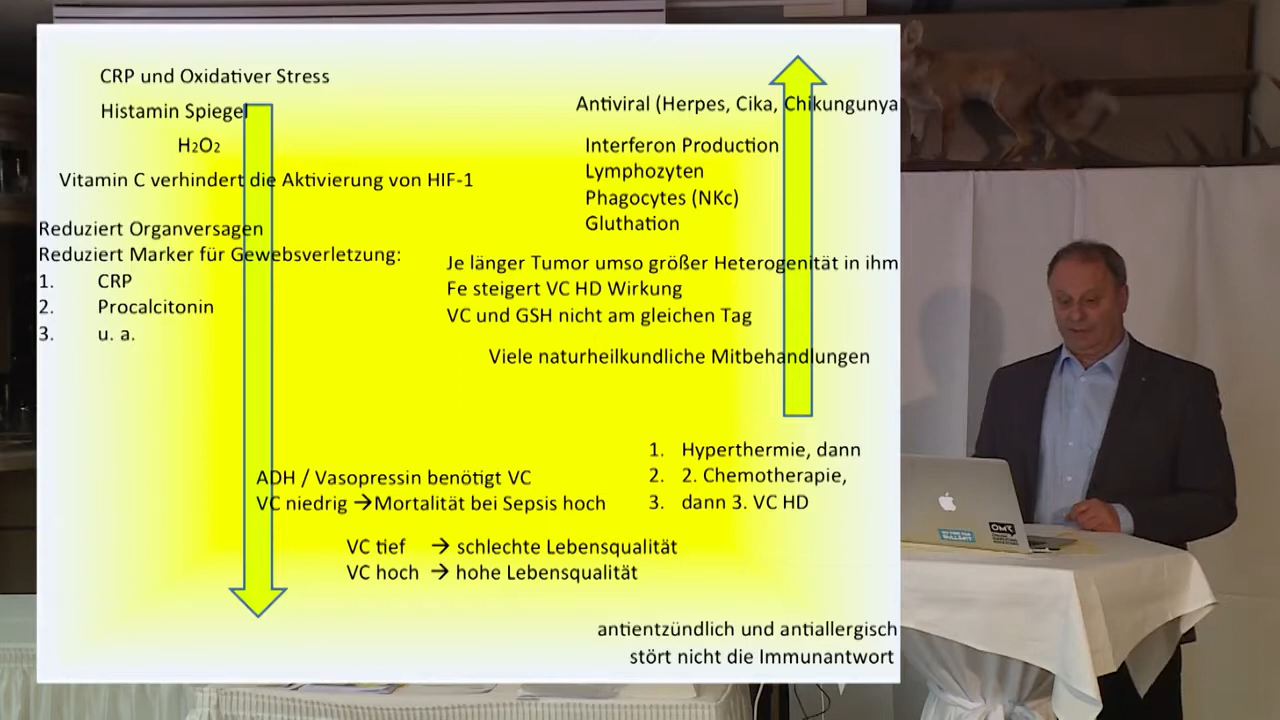 CRP und Oxidativer Stress
Histamin Spiegel
H2O2
Vitamin C verhindert die Aktivierung von HIF-1
Reduziert Organversagen
Reduziert Marker für Gewebsverletzung:
1. CRP
2. Procalcitonin
3. u. a.
Antiviral (Herpes, Cika, Chikungunya
Interferon Production
Lymphozyten
Phagocytes (NKc)
Gluthation
Je länger Tumor umso größer Heterogenität in ihm
Fe steigert VC HD Wirkung
VC und GSH nicht am gleichen Tag
Viele naturheilkundliche Mitbehandlungen
1. Hyperthermie, dann
2. 2. Chemotherapie,
3. dann 3. VC HD
ADH / Vasopressin benötigt VC
VC niedrig →Mortalität bei Sepsis hoch
VC tief → schlechte Lebensqualität
VC hoch → hohe Lebensqualität
antientzündlich und antiallergisch
stört nicht die Immunantwort
OMR